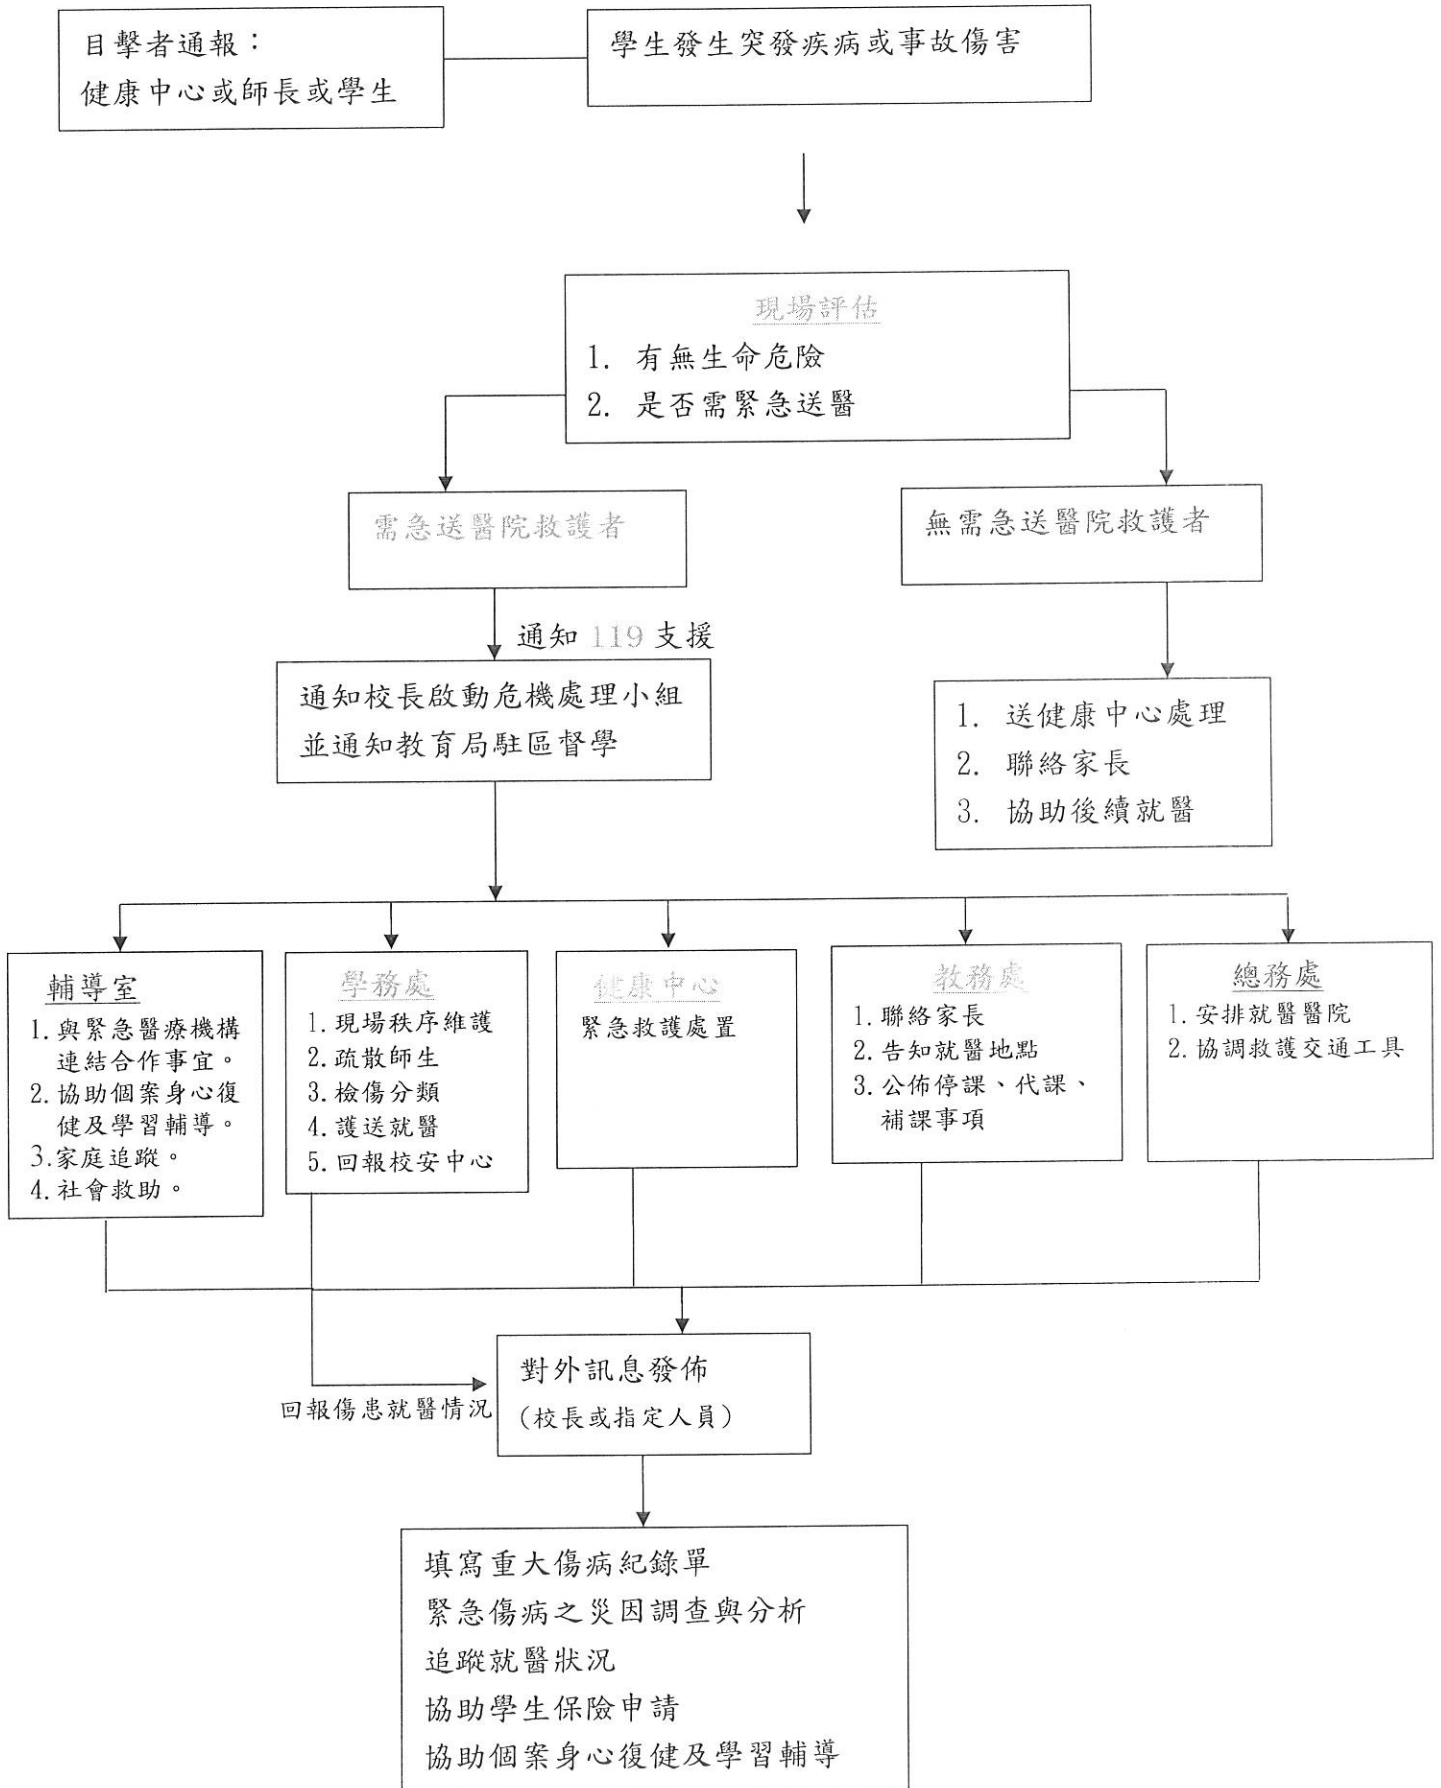 目擊者通報：
健康中心或師長或學生
學生發生突發疾病或事故傷害
現場評估
1. 有無生命危險
2. 是否需緊急送醫
需急送醫院救護者
無需急送醫院救護者
通知 119 支援
通知校長啟動危機處理小組
並通知教育局駐區督學
1. 送健康中心處理
2. 聯絡家長
3. 協助後續就醫
輔導室
1. 與緊急醫療機構
連結合作事宜。
2. 協助個案身心復
健及學習輔導。
3. 家庭追蹤。
4. 社會救助。
學務處
1. 現場秩序維護
2. 疏散師生
3. 檢傷分類
4. 護送就醫
5. 回報校安中心
健康中心
緊急救護處置
教務處
1. 聯絡家長
2. 告知就醫地點
3. 公佈停課、代課、
補課事項
總務處
1. 安排就醫醫院
2. 協調救護交通工具
回報傷患就醫情況
對外訊息發佈
（校長或指定人員）
填寫重大傷病紀錄單
緊急傷病之災因調查與分析
追蹤就醫狀況
協助學生保險申請
協助個案身心復健及學習輔導